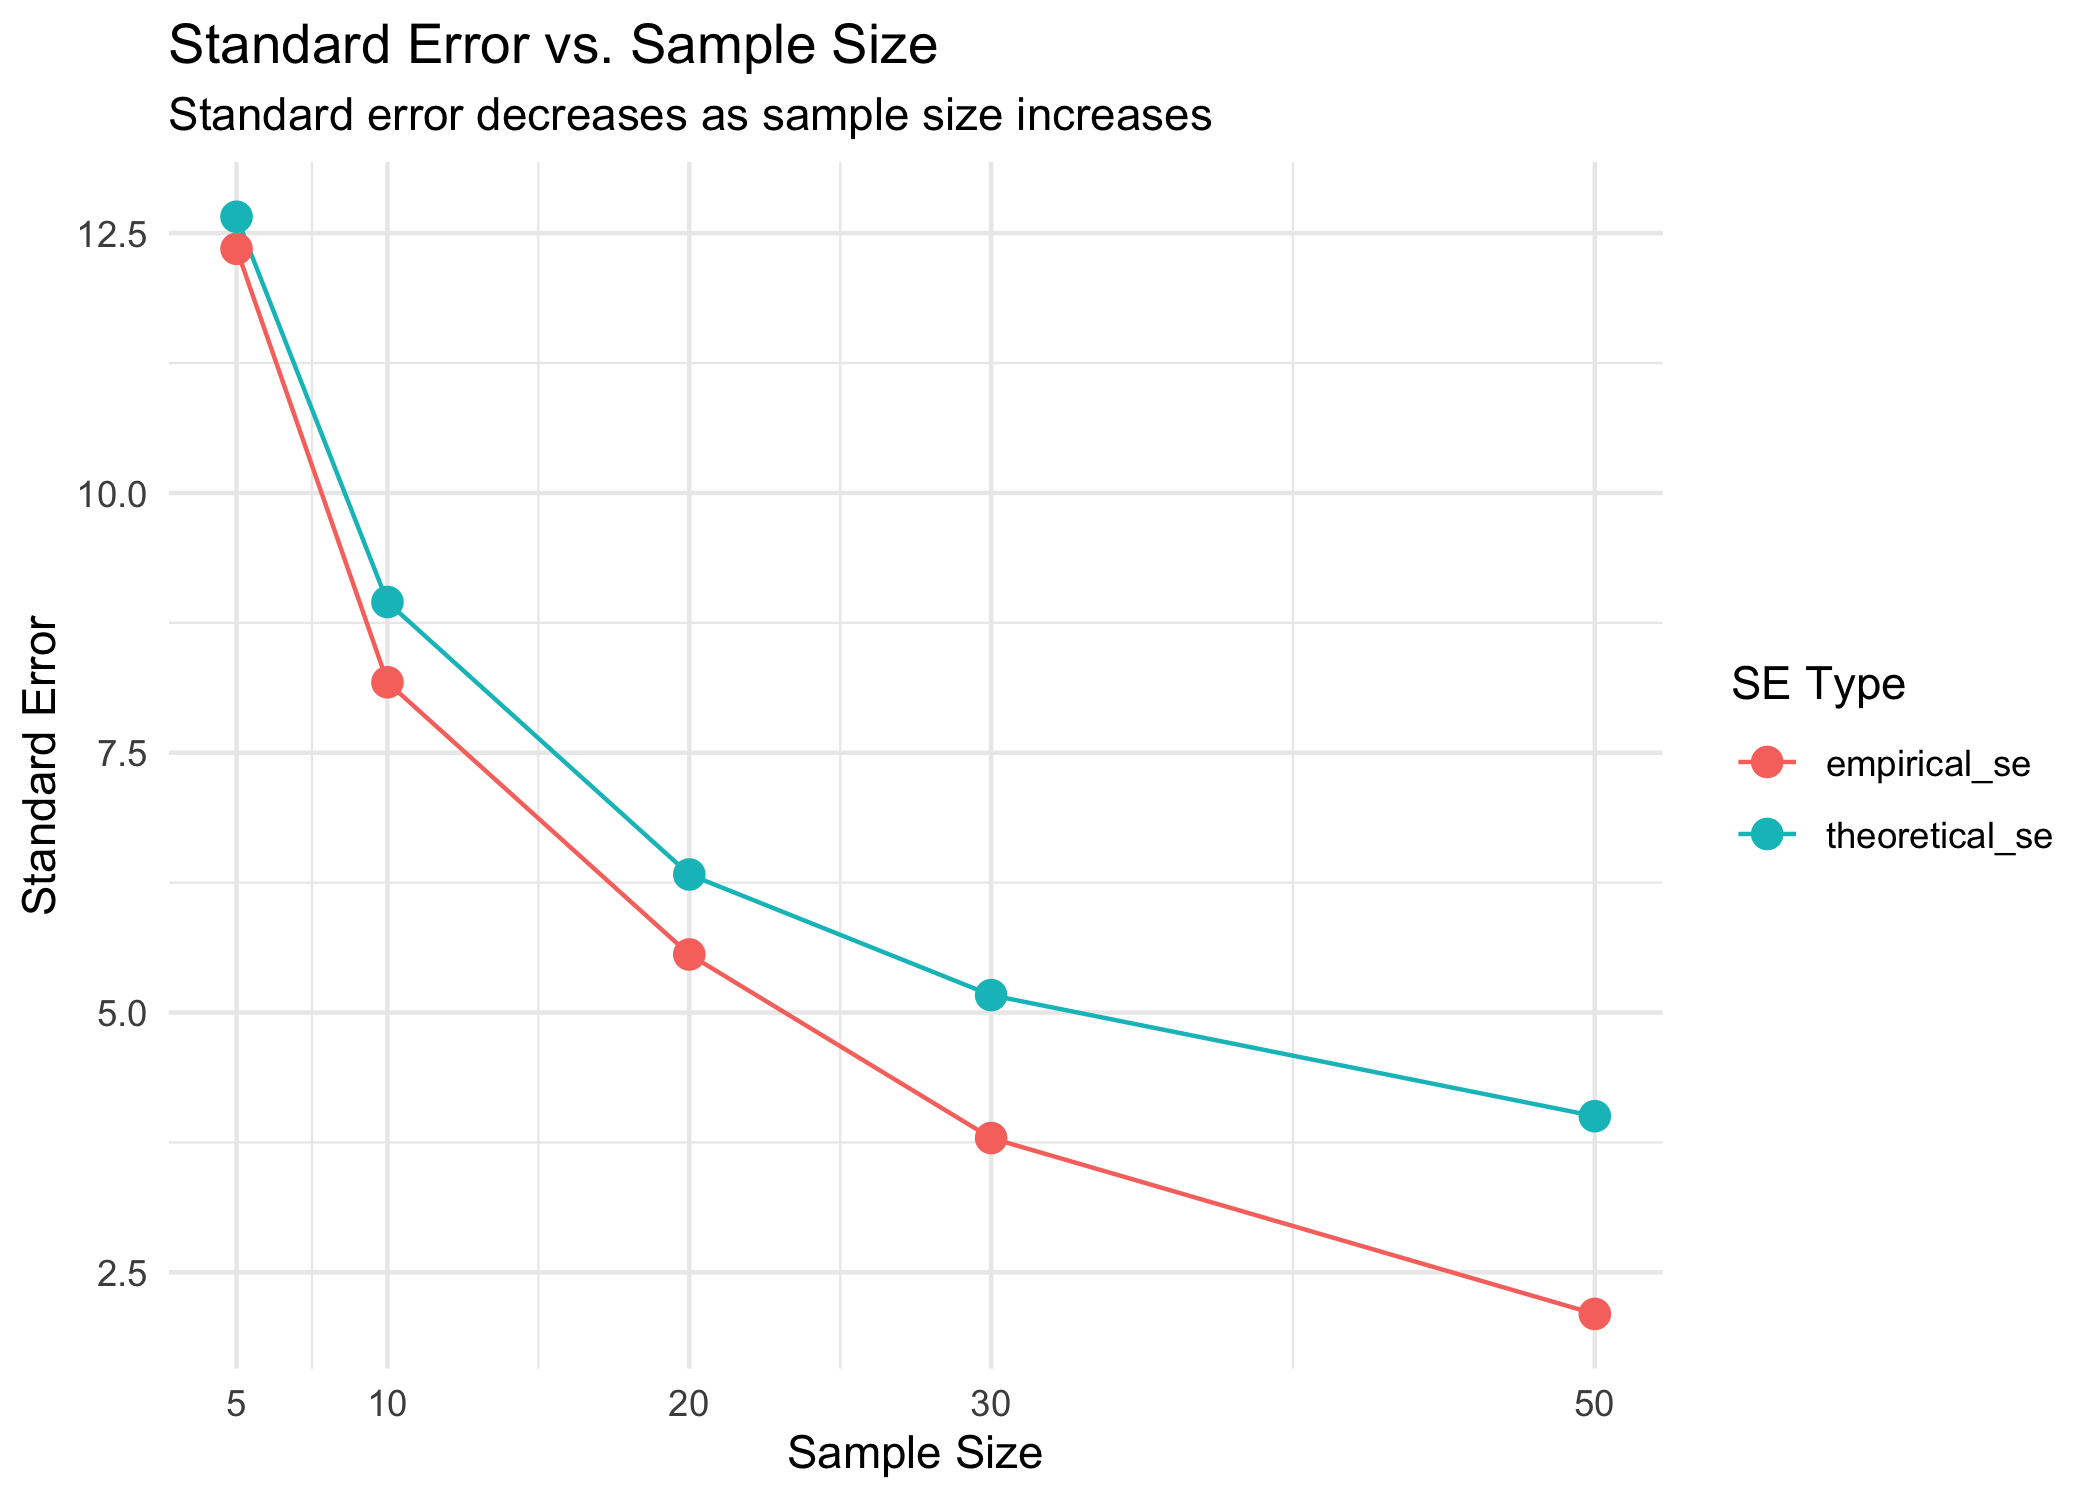 Standard Error vs. Sample Size
Standard error decreases as sample size increases
Standard Error
12.5
10.0
7.5
5.0
2.5
5 10 20 30 50
Sample Size
SE Type
empirical_se
theoretical_se